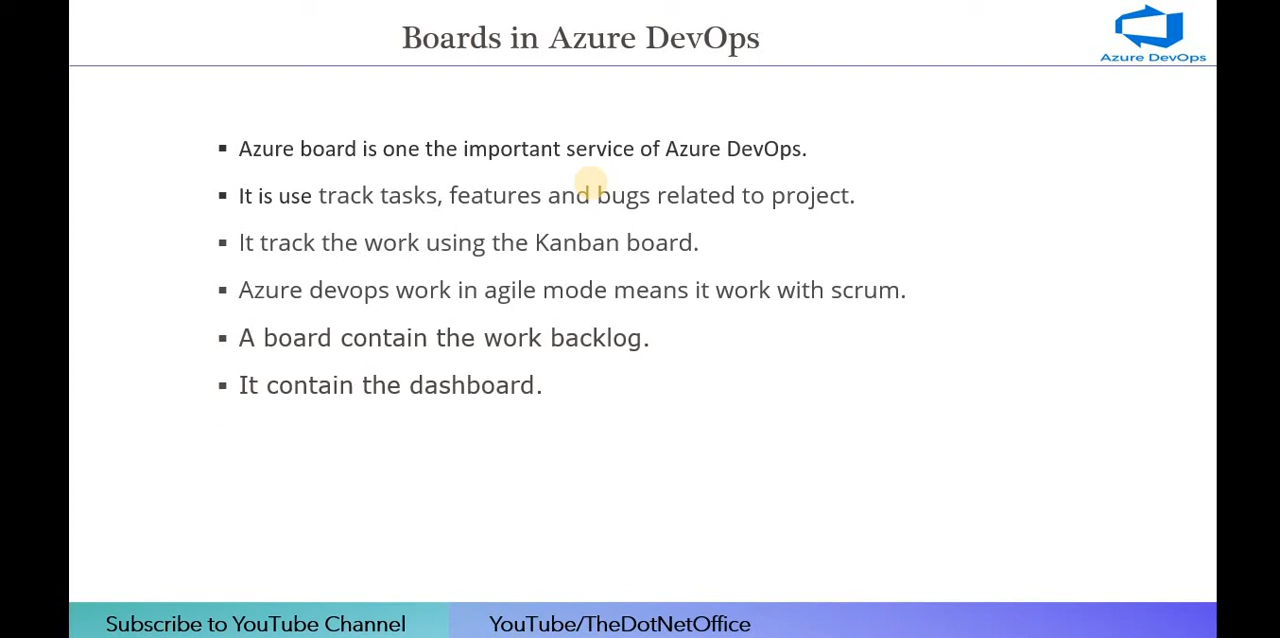 Boards in Azure DevOps
Azure DevOps
▪ Azure board is one the important service of Azure DevOps.
▪ It is use track tasks, features and bugs related to project.
▪ It track the work using the Kanban board.
▪ Azure devops work in agile mode means it work with scrum.
▪ A board contain the work backlog.
▪ It contain the dashboard.
Subscribe to YouTube Channel
YouTube/TheDotNetOffice